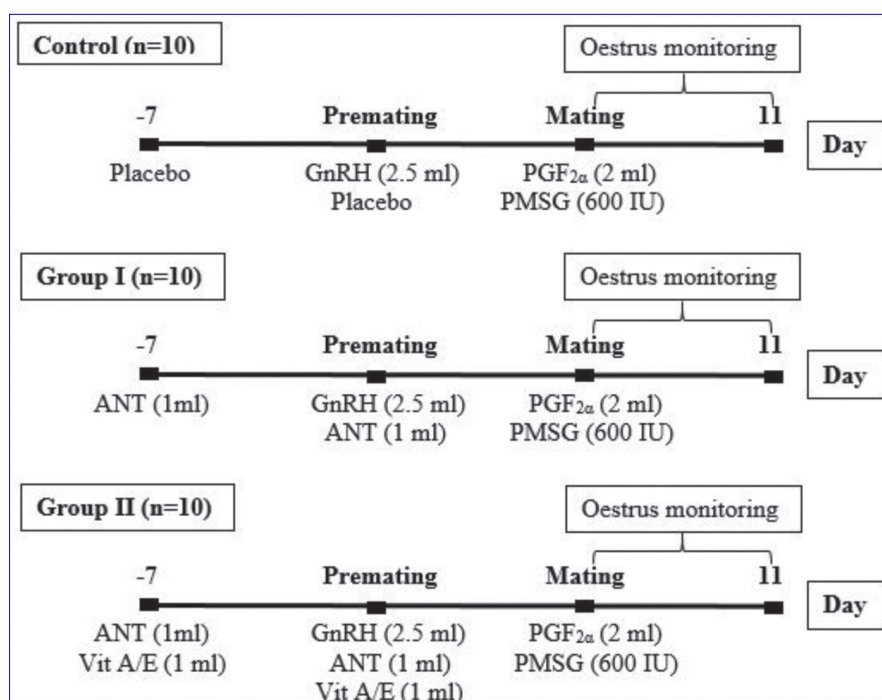 Control (n=10)
Oestrus monitoring
-7 Premating Mating 11
Day
Placebo GnRH (2.5 ml) PGF2α (2 ml)
Placebo PMSG (600 IU)
Group I (n=10)
Oestrus monitoring
-7 Premating Mating 11
Day
ANT (1ml) GnRH (2.5 ml) PGF2α (2 ml)
ANT (1 ml) PMSG (600 IU)
Group II (n=10)
Oestrus monitoring
-7 Premating Mating 11
Day
ANT (1ml) GnRH (2.5 ml) PGF2α (2 ml)
Vit A/E (1 ml) ANT (1 ml) PMSG (600 IU)
Vit A/E (1 ml)